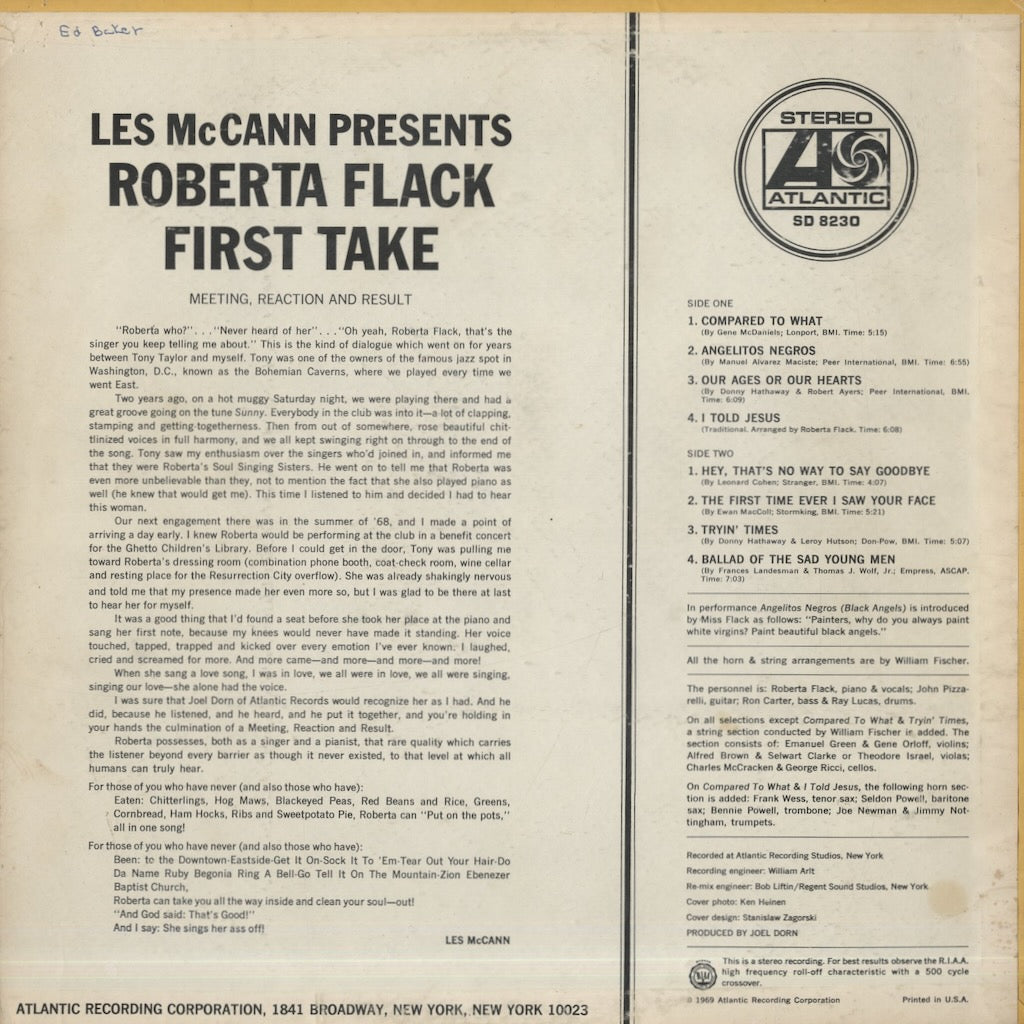 Ed Baker
LES McCANN PRESENTS
ROBERTA FLACK
FIRST TAKE
MEETING, REACTION AND RESULT
"Roberta who?". . ."Never heard of her". . ."Oh yeah, Roberta Flack, that's the
singer you keep telling me about." This is the kind of dialogue which went on for years
between Tony Taylor and myself. Tony was one of the owners of the famous jazz spot in
Washington, D.C., known as the Bohemian Caverns, where we played every time we
went East.
Two years ago, on a hot muggy Saturday night, we were playing there and had a
great groove going on the tune Sunny. Everybody in the club was into it—a lot of clapping,
stamping and getting-togetherness. Then from out of somewhere, rose beautiful chit-
tlinized voices in full harmony, and we all kept swinging right on through to the end of
the song. Tony saw my enthusiasm over the singers who'd joined in, and informed me
that they were Roberta's Soul Singing Sisters. He went on to tell me that Roberta was
even more unbelievable than they, not to mention the fact that she also played piano as
well (he knew that would get me). This time I listened to him and decided I had to hear
this woman.
Our next engagement there was in the summer of '68, and I made a point of
arriving a day early. I knew Roberta would be performing at the club in a benefit concert
for the Ghetto Children's Library. Before I could get in the door, Tony was pulling me
toward Roberta's dressing room (combination phone booth, coat-check room, wine cellar
and resting place for the Resurrection City overflow). She was already shakingly nervous
and told me that my presence made her even more so, but I was glad to be there at last
to hear her for myself.
It was a good thing that I'd found a seat before she took her place at the piano and
sang her first note, because my knees would never have made it standing. Her voice
touched, tapped, trapped and kicked over every emotion I've ever known. I laughed,
cried and screamed for more. And more came—and more—and more—and more!
When she sang a love song, I was in love, we all were in love, we all were singing,
singing our love—she alone had the voice.
I was sure that Joel Dorn of Atlantic Records would recognize her as I had. And he
did, because he listened, and he heard, and he put it together, and you're holding in
your hands the culmination of a Meeting, Reaction and Result.
Roberta possesses, both as a singer and a pianist, that rare quality which carries
the listener beyond every barrier as though it never existed, to that level at which all
humans can truly hear.
For those of you who have never (and also those who have):
Eaten: Chitterlings, Hog Maws, Blackeyed Peas, Red Beans and Rice, Greens,
Cornbread, Ham Hocks, Ribs and Sweetpotato Pie, Roberta can "Put on the pots,"
all in one song!
For those of you who have never (and also those who have):
Been: to the Downtown-Eastside-Get It On-Sock It To 'Em-Tear Out Your Hair-Do
Da Name Ruby Begonia Ring A Bell-Go Tell It On The Mountain-Zion Ebenezer
Baptist Church,
Roberta can take you all the way inside and clean your soul—out!
"And God said: That's Good!"
And I say: She sings her ass off!
LES McCANN
ATLANTIC RECORDING CORPORATION, 1841 BROADWAY, NEW YORK, NEW YORK 10023
STEREO
ATLANTIC
SD 8230
SIDE ONE
1. COMPARED TO WHAT
(By Gene McDaniels; Lonport, BMI. Time: 5:15)
2. ANGELITOS NEGROS
(By Manuel Alvarez Maciste; Peer International, BMI. Time: 6:55)
3. OUR AGES OR OUR HEARTS
(By Donny Hathaway & Robert Ayers; Peer International, BMI.
Time: 6:09)
4. I TOLD JESUS
(Traditional. Arranged by Roberta Flack. Time: 6:08)
SIDE TWO
1. HEY, THAT'S NO WAY TO SAY GOODBYE
(By Leonard Cohen; Stranger, BMI. Time: 4:07)
2. THE FIRST TIME EVER I SAW YOUR FACE
(By Ewan MacColl; Stormking, BMI. Time: 5:21)
3. TRYIN' TIMES
(By Donny Hathaway & Leroy Hutson; Don-Pow, BMI. Time: 5:07)
4. BALLAD OF THE SAD YOUNG MEN
(By Frances Landesman & Thomas J. Wolf, Jr.; Empress, ASCAP.
Time: 7:03)
In performance Angelitos Negros (Black Angels) is introduced
by Miss Flack as follows: "Painters, why do you always paint
white virgins? Paint beautiful black angels."
All the horn & string arrangements are by William Fischer.
The personnel is: Roberta Flack, piano & vocals; John Pizza-
relli, guitar; Ron Carter, bass & Ray Lucas, drums.
On all selections except Compared To What & Tryin' Times,
a string section conducted by William Fischer is added. The
section consists of: Emanuel Green & Gene Orloff, violins;
Alfred Brown & Selwart Clarke or Theodore Israel, violas;
Charles McCracken & George Ricci, cellos.
On Compared To What & I Told Jesus, the following horn sec-
tion is added: Frank Wess, tenor sax; Seldon Powell, baritone
sax; Bennie Powell, trombone; Joe Newman & Jimmy Not-
tingham, trumpets.
Recorded at Atlantic Recording Studios, New York
Recording engineer: William Arlt
Re-mix engineer: Bob Liftin/Regent Sound Studios, New York
Cover photo: Ken Heinen
Cover design: Stanislaw Zagorski
PRODUCED BY JOEL DORN
This is a stereo recording. For best results observe the R.I.A.A.
high frequency roll-off characteristic with a 500 cycle
crossover.
© 1969 Atlantic Recording Corporation Printed in U.S.A.